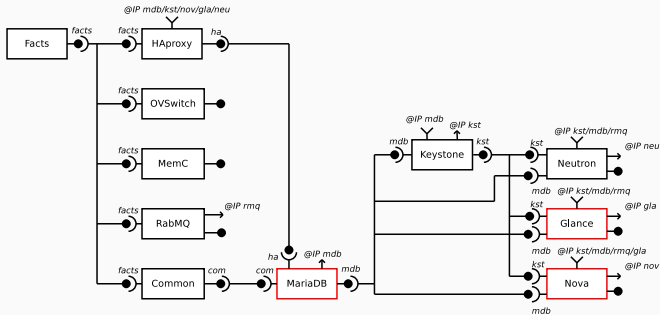 @IP mdb/kst/nov/gla/neu
facts
facts
ha
Facts
HAproxy
facts
OVSwitch
@IP mdb
@IP kst
@IP kst/mdb/rmq
mdb
kst
kst
@IP neu
facts
MemC
Keystone
Neutron
mdb
@IP kst/mdb/rmq
facts
@IP rmq
kst
@IP gla
RabMQ
Glance
ha
@IP mdb
mdb
@IP kst/mdb/rmq/gla
facts
com
com
mdb
kst
@IP nov
Common
MariaDB
Nova
mdb